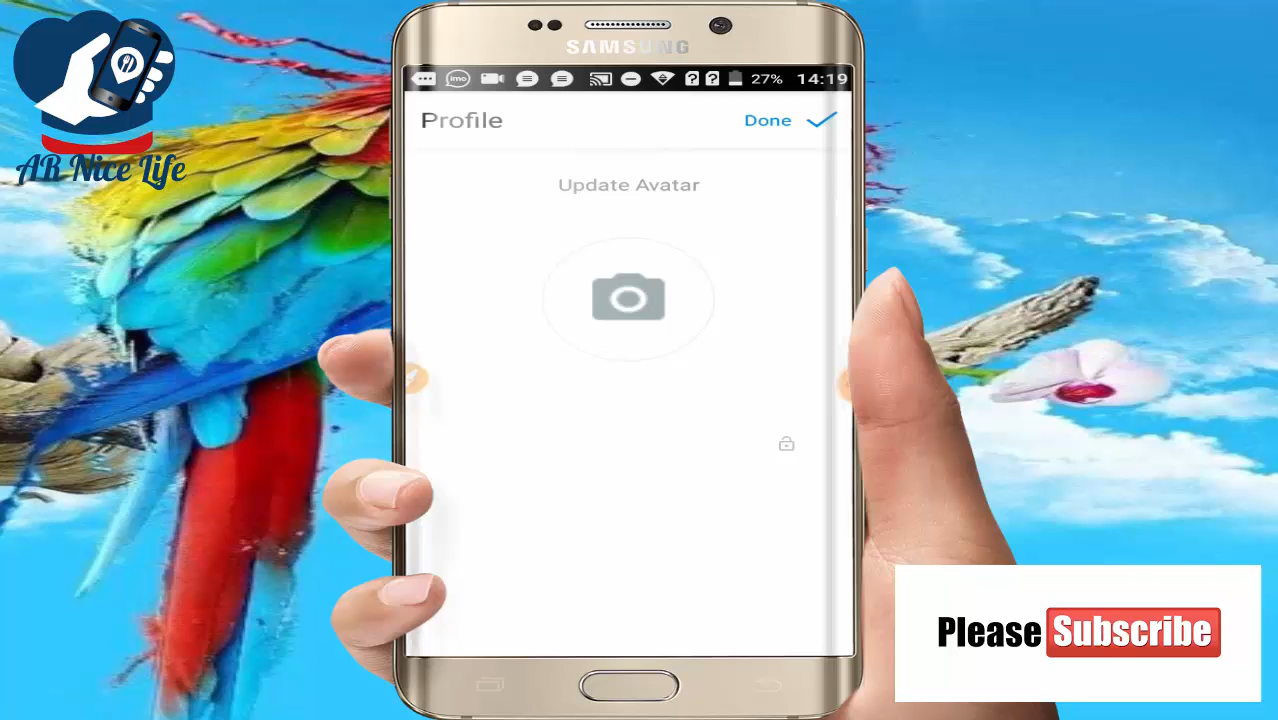 AR Nice Life
SAMSUNG
imo
27% 14:19
Profile
Done
Update Avatar
Please Subscribe